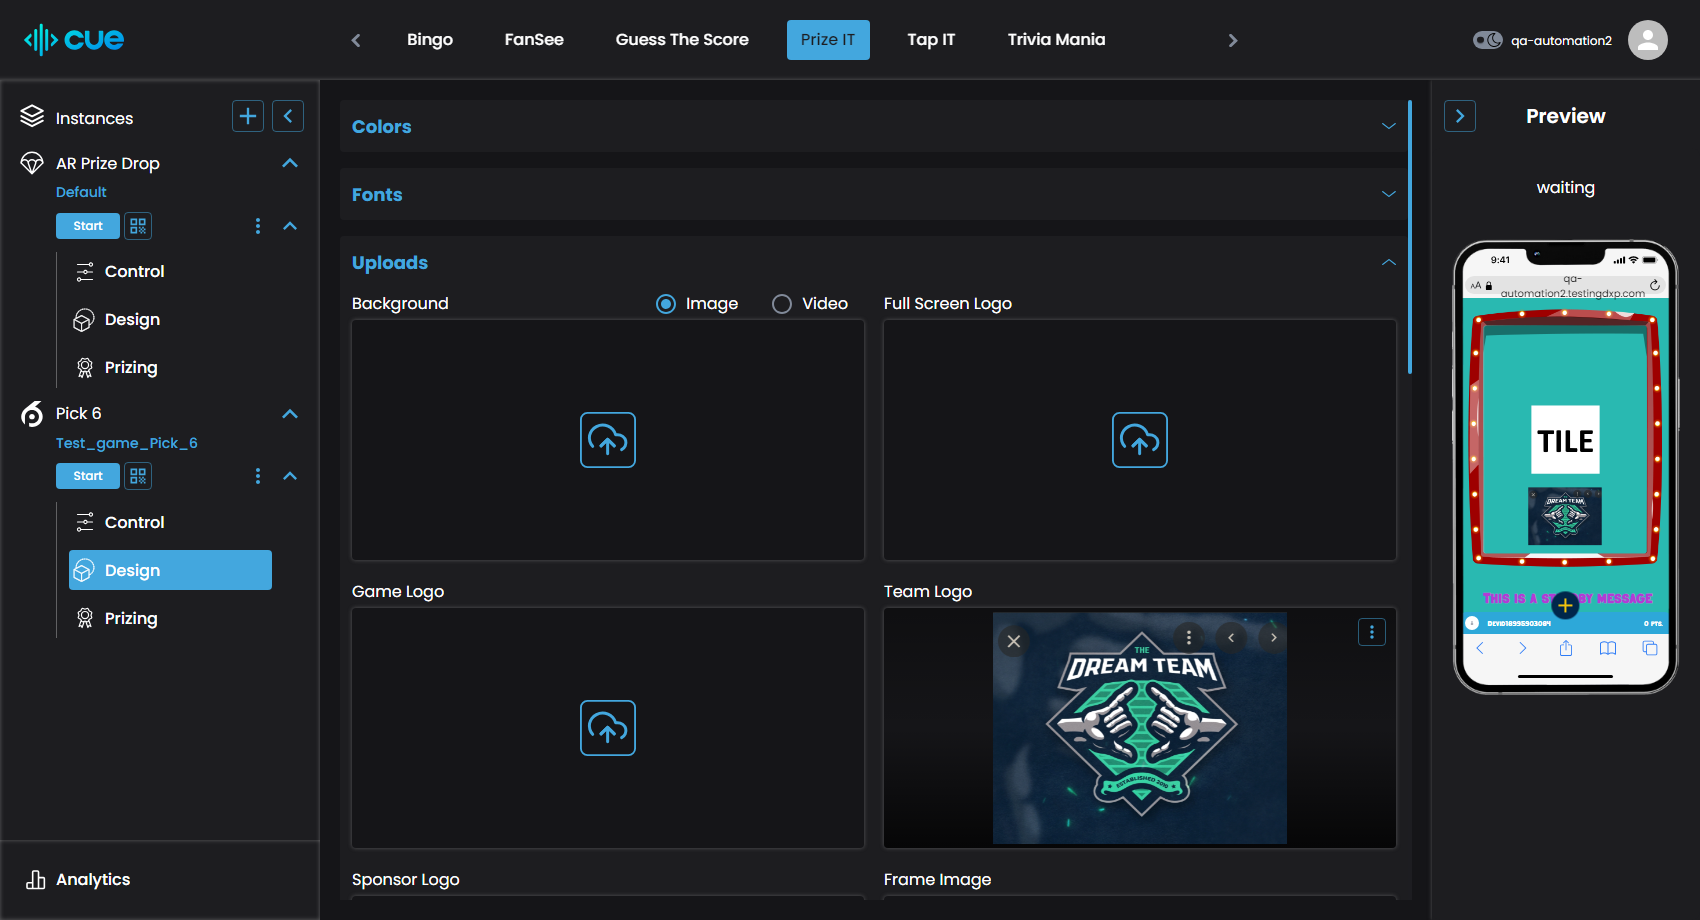 cue
Bingo
FanSee
Guess The Score
Prize IT
Tap IT
Trivia Mania
qa-automation2
Instances
AR Prize Drop
Default
Start
Control
Design
Prizing
Pick 6
Test_game_Pick_6
Start
Control
Design
Prizing
Analytics
Colors
Fonts
Uploads
Background
Image
Video
Full Screen Logo
Game Logo
Team Logo
THE
DREAM TEAM
ESTABLISHED 2019
Sponsor Logo
Frame Image
Preview
waiting
9:41
AA
qa-
automation2.testingdxp.com
TILE
DREAM TEAM
THIS IS A ST BY MESSAGE
0 PTS.